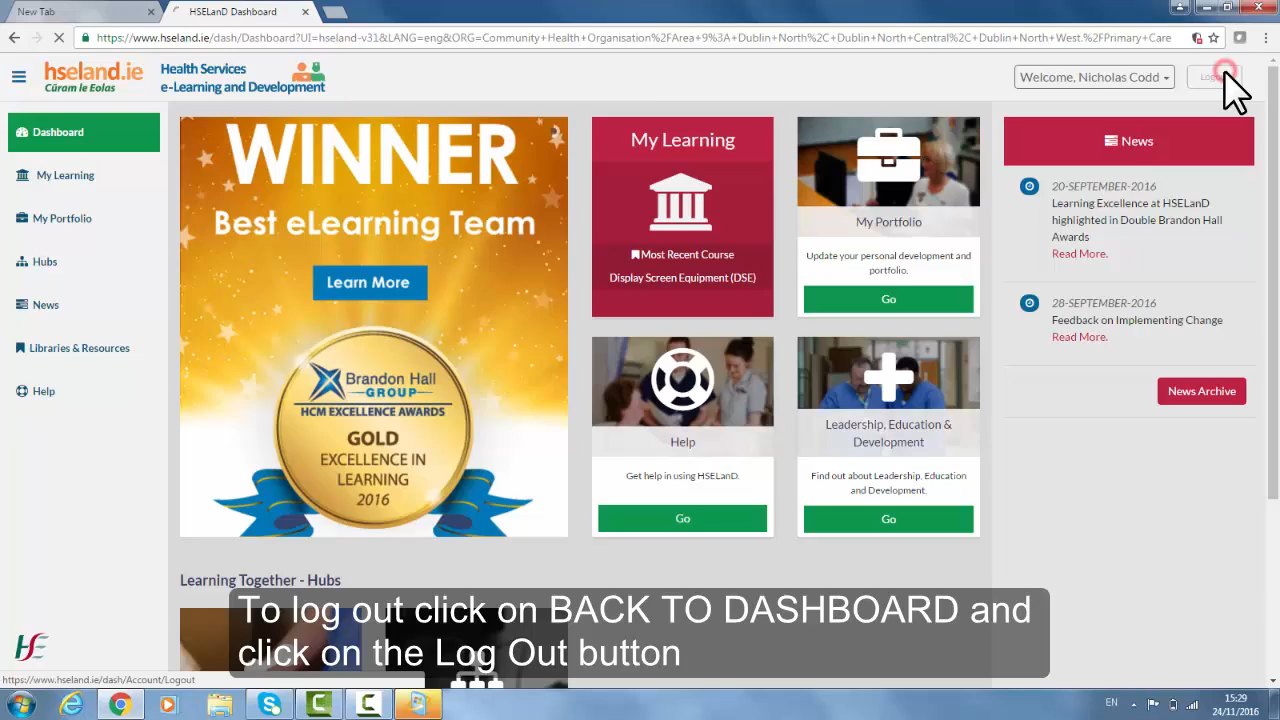 New Tab
HSELanD Dashboard
https://www.hseland.ie/dash/Dashboard?UI=hseland-v31&LANG=eng&ORG=Community+Health+Organisation%2FArea+9%3A+Dublin+North%2C+Dublin+North+Central%2C+Dublin+North+West.%2FPrimary+Care
hseland.ie
Cúram le Eolas
Health Services
e-Learning and Development
Welcome, Nicholas Codd
Dashboard
My Learning
My Portfolio
Hubs
News
Libraries & Resources
Help
WINNER
Best eLearning Team
Learn More
Brandon Hall
GROUP
HCM EXCELLENCE AWARDS
GOLD
EXCELLENCE IN
LEARNING
2016
My Learning
Most Recent Course
Display Screen Equipment (DSE)
My Portfolio
Update your personal development and
portfolio.
Go
Help
Get help in using HSELanD.
Go
Leadership, Education &
Development
Find out about Leadership, Education
and Development.
Go
News
20-SEPTEMBER-2016
Learning Excellence at HSELanD
highlighted in Double Brandon Hall
Awards
Read More.
28-SEPTEMBER-2016
Feedback on Implementing Change
Read More.
News Archive
Learning Together - Hubs
To log out click on BACK TO DASHBOARD and
click on the Log Out button
https://www.hseland.ie/dash/Account/Logout
EN
15:29
24/11/2016